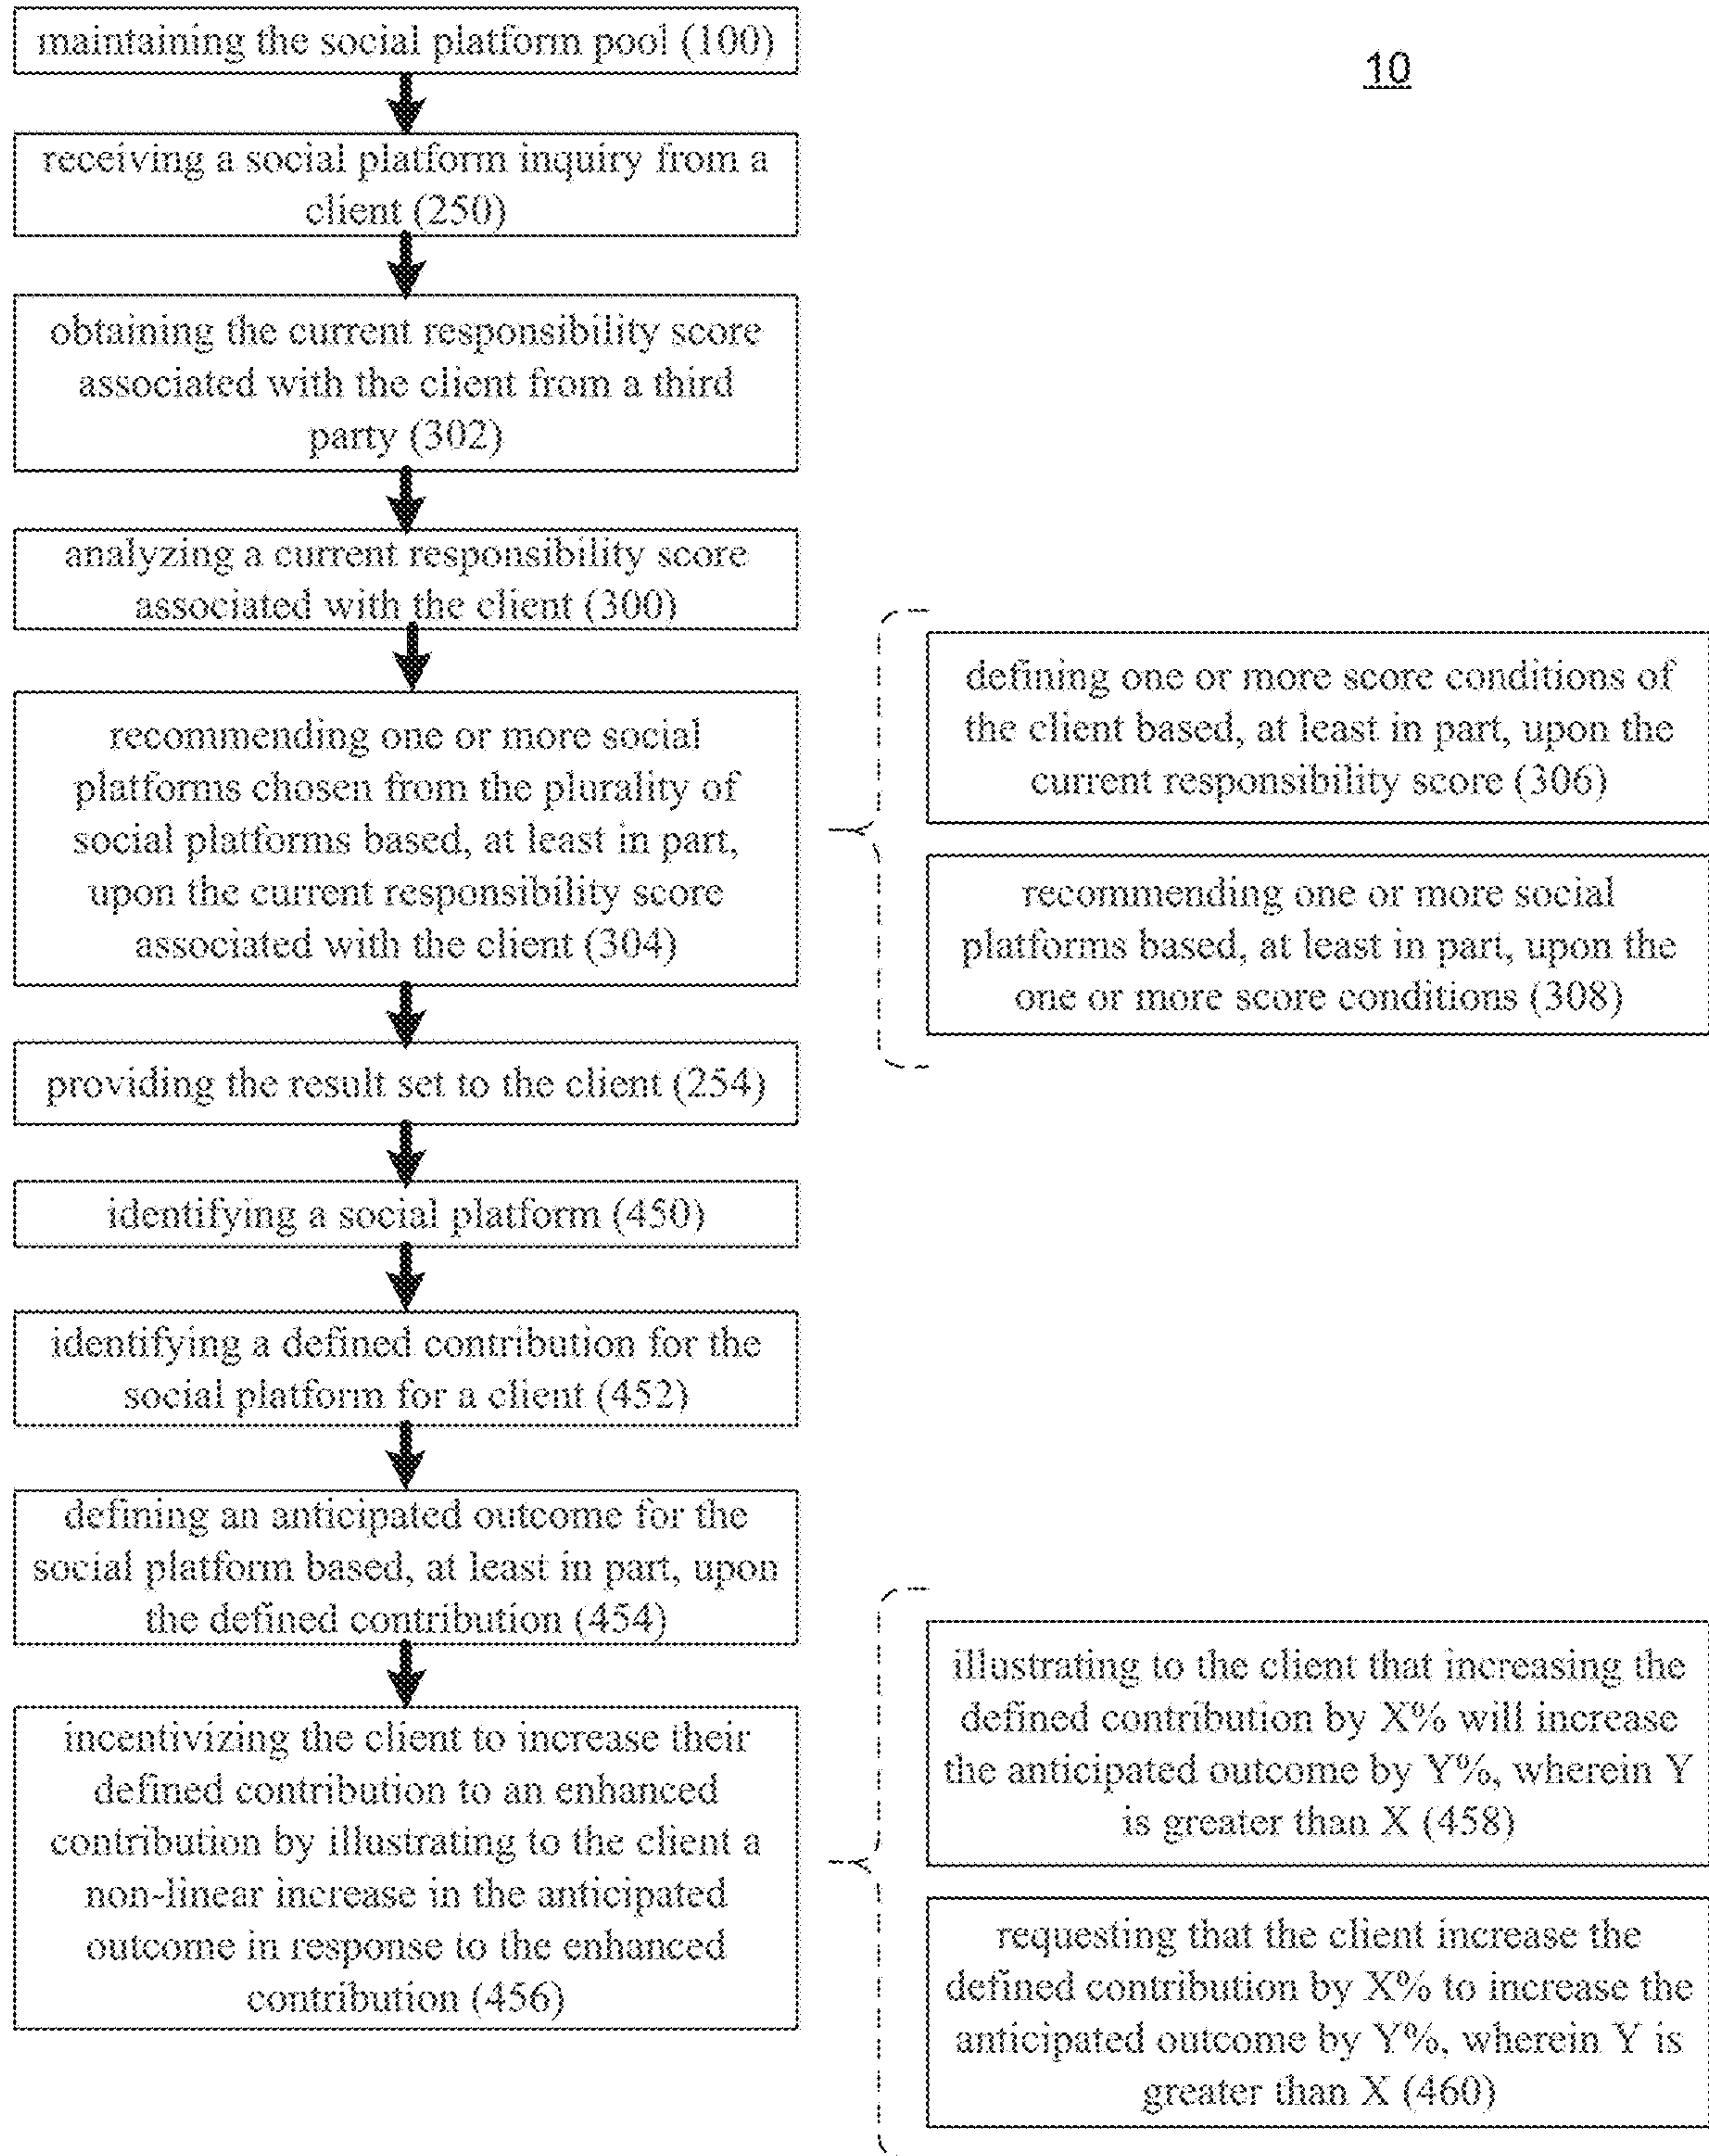 maintaining the social platform pool (100)
10
receiving a social platform inquiry from a
client (250)
obtaining the current responsibility score
associated with the client from a third
party (302)
analyzing a current responsibility score
associated with the client (300)
recommending one or more social
platforms chosen from the plurality of
social platforms based, at least in part,
upon the current responsibility score
associated with the client (304)
defining one or more score conditions of
the client based, at least in part, upon the
current responsibility score (306)
recommending one or more social
platforms based, at least in part, upon the
one or more score conditions (308)
providing the result set to the client (254)
identifying a social platform (450)
identifying a defined contribution for the
social platform for a client (452)
defining an anticipated outcome for the
social platform based, at least in part, upon
the defined contribution (454)
incentivizing the client to increase their
defined contribution to an enhanced
contribution by illustrating to the client a
non-linear increase in the anticipated
outcome in response to the enhanced
contribution (456)
illustrating to the client that increasing the
defined contribution by X% will increase
the anticipated outcome by Y%, wherein Y
is greater than X (458)
requesting that the client increase the
defined contribution by X% to increase the
anticipated outcome by Y%, wherein Y is
greater than X (460)